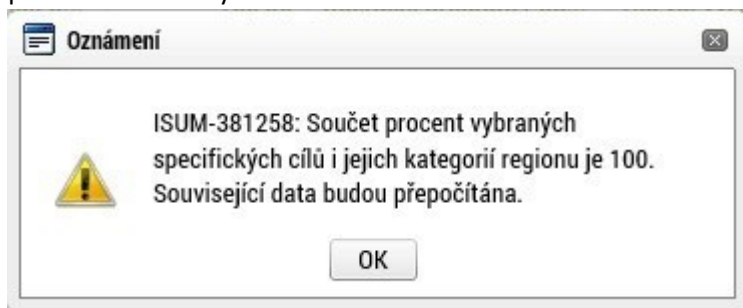 Oznámení
ISUM-381258: Součet procent vybraných
specifických cílů i jejich kategorií regionu je 100.
Související data budou přepočítána.
OK